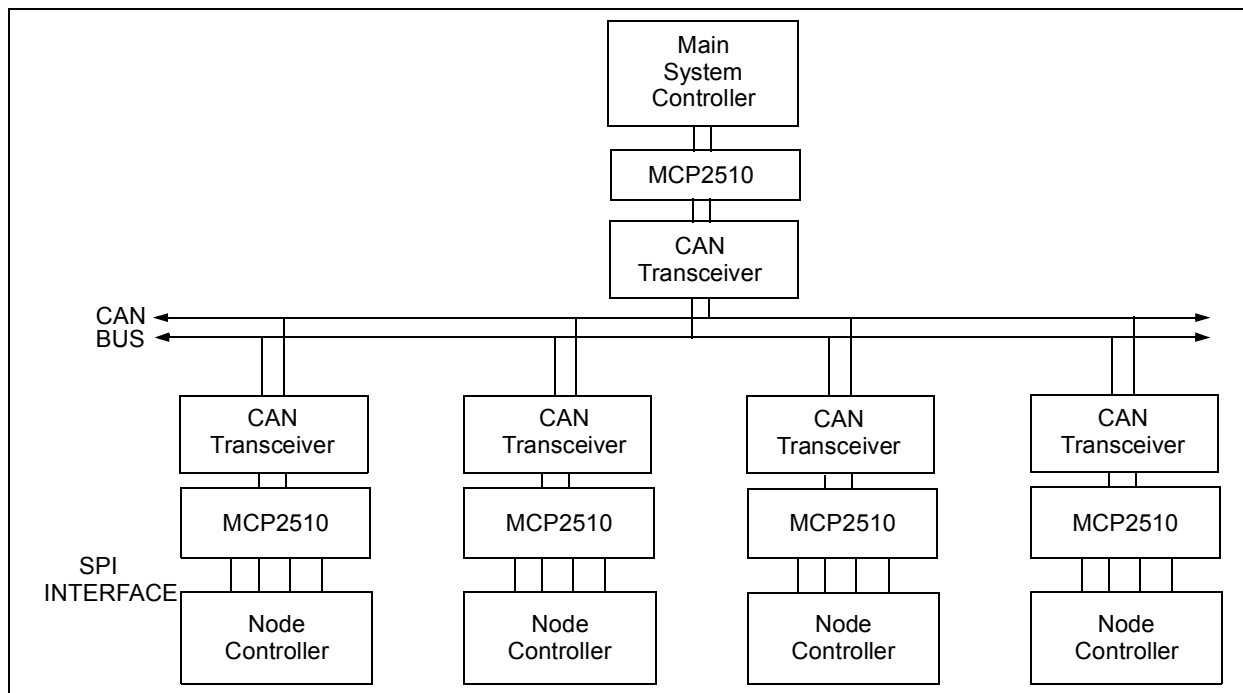 Main
System
Controller
MCP2510
CAN
Transceiver
CAN
BUS
CAN
Transceiver
CAN
Transceiver
CAN
Transceiver
CAN
Transceiver
MCP2510
MCP2510
MCP2510
MCP2510
SPI
INTERFACE
Node
Controller
Node
Controller
Node
Controller
Node
Controller